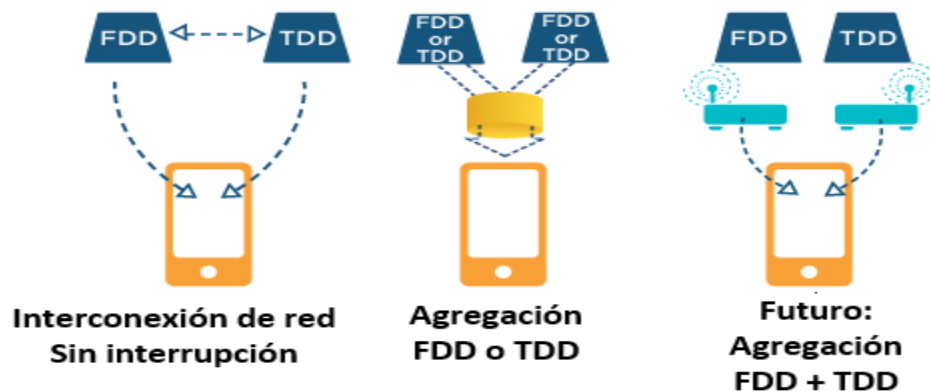 FDD
TDD
FDD
or
TDD
FDD
or
TDD
FDD
TDD
Interconexión de red
Sin interrupción
Agregación
FDD o TDD
Futuro:
Agregación
FDD + TDD